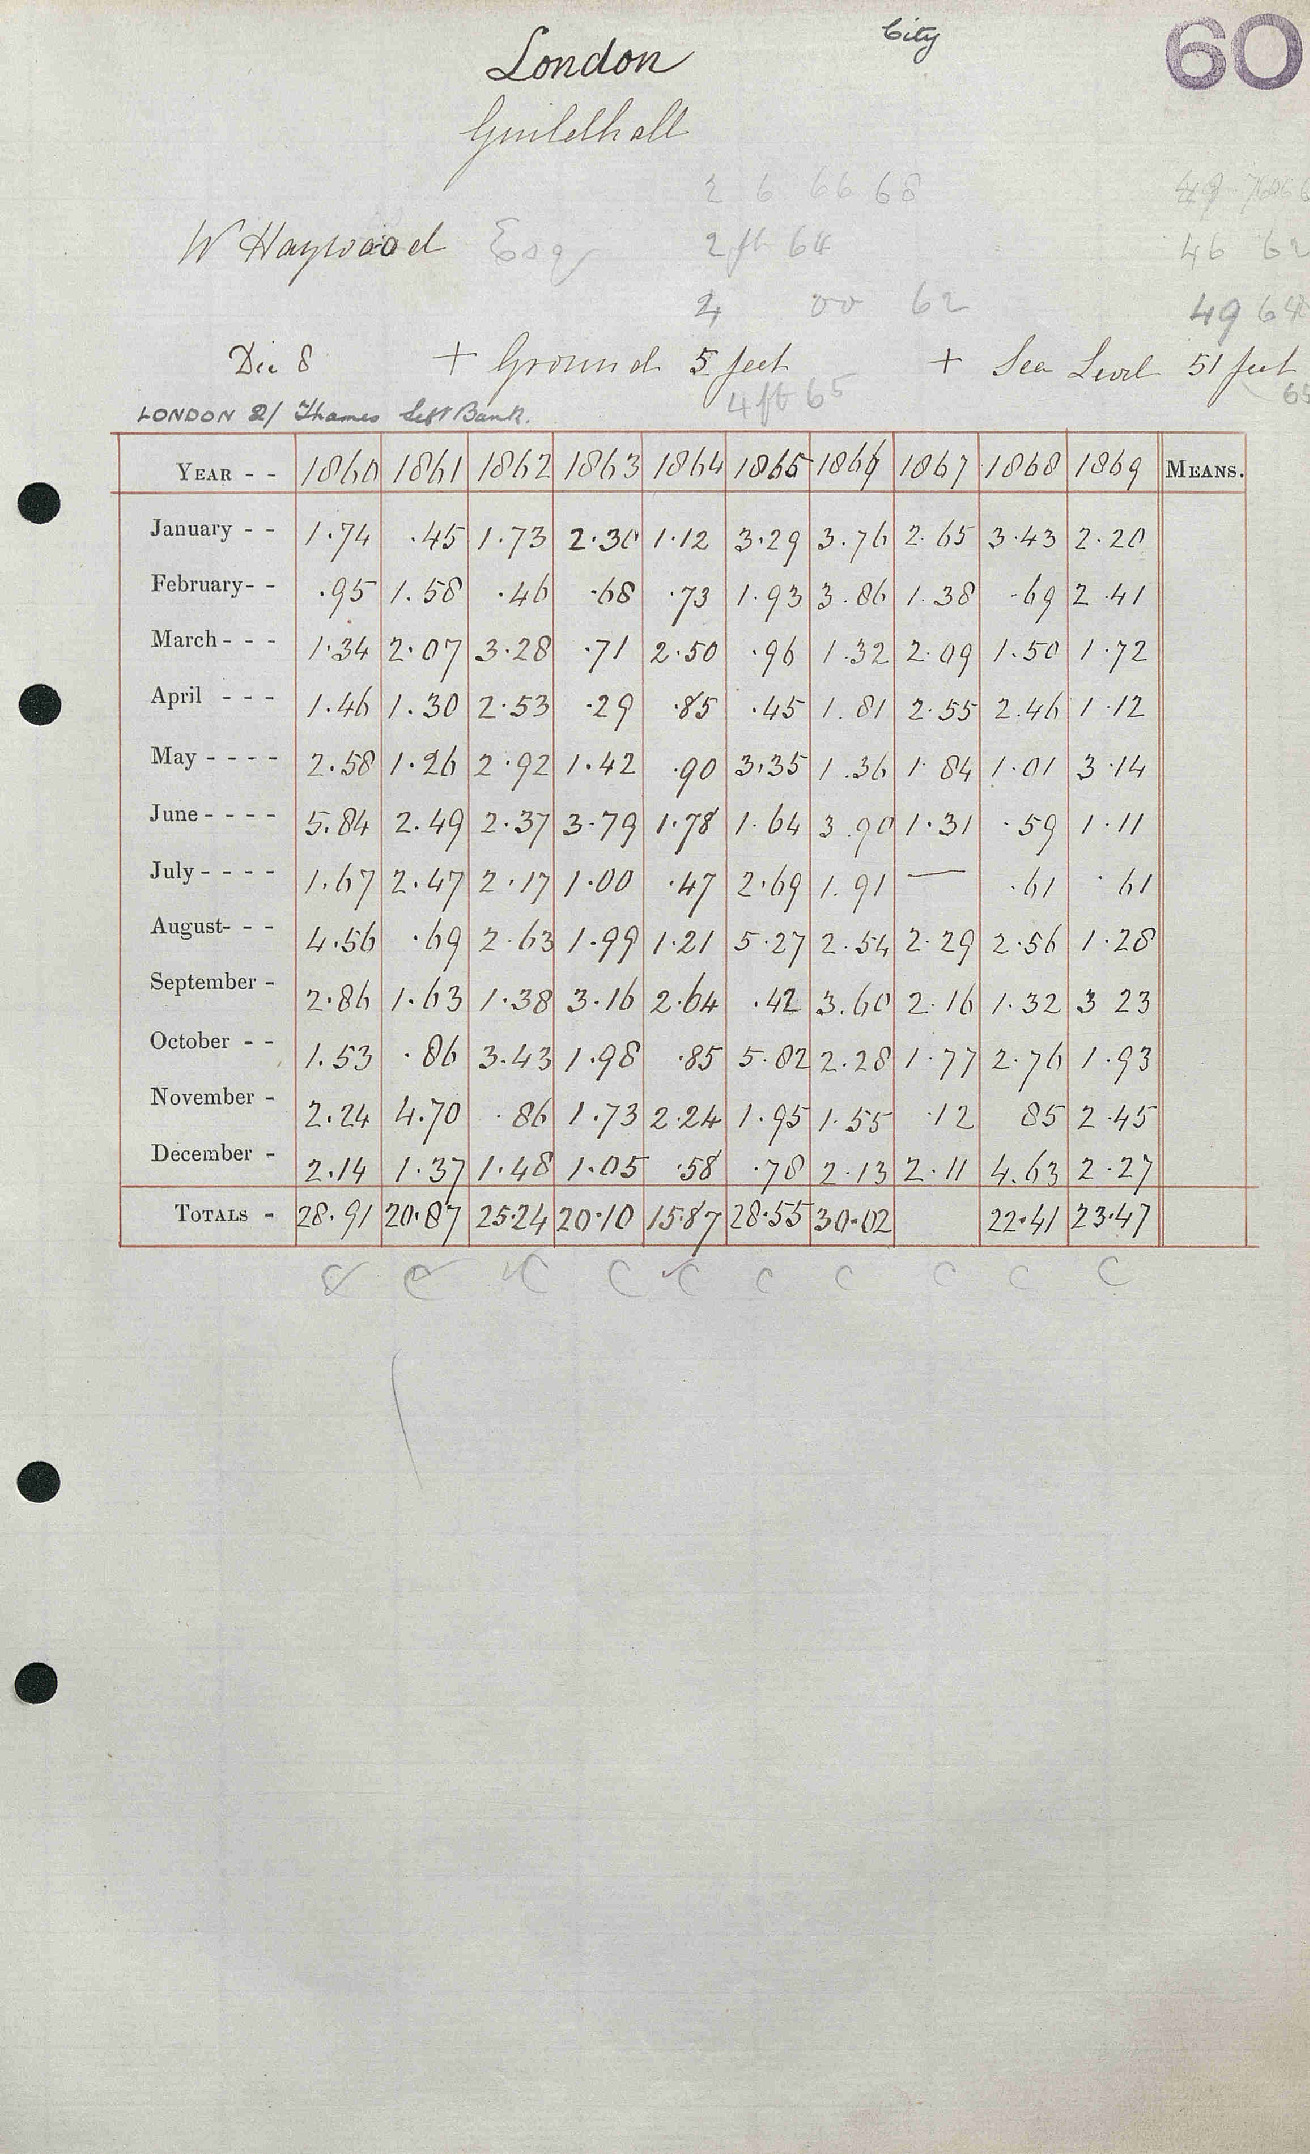 60
City
London
Guildhall
2 6 66 68
W Haywood Esq 2 ft 64 46 62
2 00 62 49 64
Dia 8 + Ground 5 feet + Sea Level 51 feet
4 ft 65 65
LONDON 2/ Thames Left Bank.
YEAR - - 1860 1861 1862 1863 1864 1865 1866 1867 1868 1869 MEANS.
January - - 1.74 .45 1.73 2.30 1.12 3.29 3.76 2.65 3.43 2.20
February- - .95 1.58 .46 .68 .73 1.93 3.86 1.38 .69 2.41
March - - - 1.34 2.07 3.28 .71 2.50 .96 1.32 2.09 1.50 1.72
April - - - 1.46 1.30 2.53 .29 .85 .45 1.81 2.55 2.46 1.12
May - - - - 2.58 1.26 2.92 1.42 .90 3.35 1.36 1.84 1.01 3.14
June - - - - 5.84 2.49 2.37 3.79 1.78 1.64 3.90 1.31 .59 1.11
July - - - - 1.67 2.47 2.17 1.00 .47 2.69 1.91 — .61 .61
August- - - 4.56 .69 2.63 1.99 1.21 5.27 2.54 2.29 2.56 1.28
September - 2.86 1.63 1.38 3.16 2.64 .42 3.60 2.16 1.32 3 23
October - - 1.53 .86 3.43 1.98 .85 5.82 2.28 1.77 2.76 1.93
November - 2.24 4.70 .86 1.73 2.24 1.95 1.55 .12 85 2.45
December - 2.14 1.37 1.48 1.05 .58 .78 2.13 2.11 4.63 2.27
TOTALS - 28.91 20.87 25.24 20.10 15.87 28.55 30.02 22.41 23.47
C C C C C C C C C C